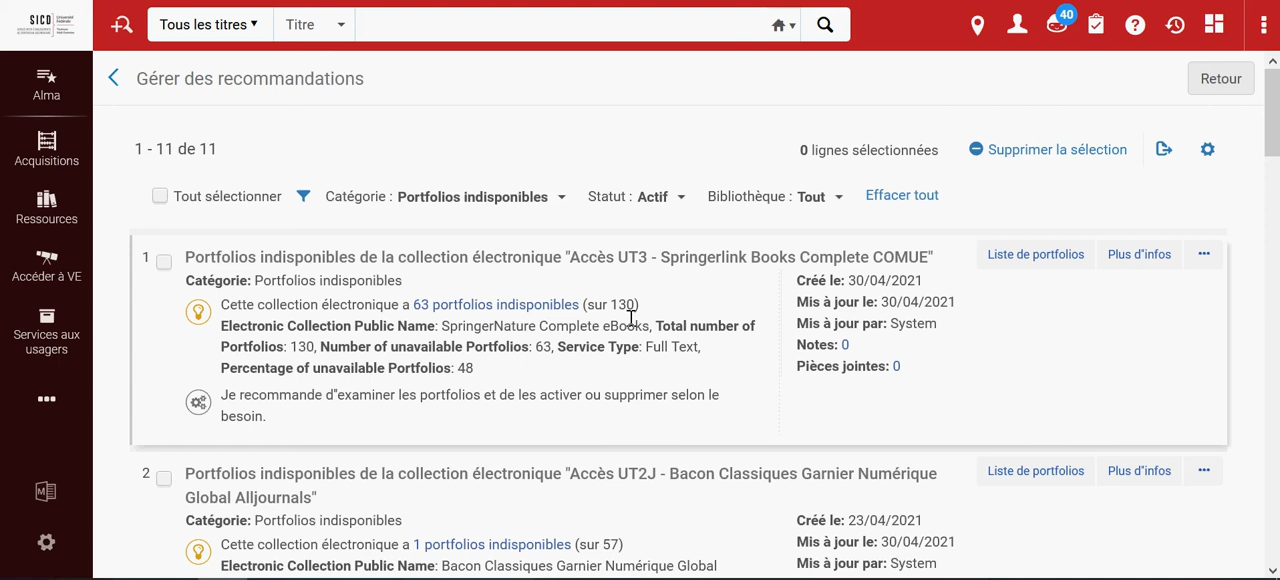 SICD
Tous les titres
Titre
40
Alma
Acquisitions
Ressources
Accéder à VE
Services aux
usagers
Gérer des recommandations
Retour
1 - 11 de 11
0 lignes sélectionnées
Supprimer la sélection
Tout sélectionner
Catégorie : Portfolios indisponibles
Statut : Actif
Bibliothèque : Tout
Effacer tout
1
Portfolios indisponibles de la collection électronique "Accès UT3 - Springerlink Books Complete COMUE"
Liste de portfolios
Plus d''infos
Catégorie: Portfolios indisponibles
Cette collection électronique a 63 portfolios indisponibles (sur 130)
Electronic Collection Public Name: SpringerNature Complete eBooks, Total number of
Portfolios: 130, Number of unavailable Portfolios: 63, Service Type: Full Text,
Percentage of unavailable Portfolios: 48
Je recommande d''examiner les portfolios et de les activer ou supprimer selon le
besoin.
Créé le: 30/04/2021
Mis à jour le: 30/04/2021
Mis à jour par: System
Notes: 0
Pièces jointes: 0
2
Portfolios indisponibles de la collection électronique "Accès UT2J - Bacon Classiques Garnier Numérique
Global Alljournals"
Liste de portfolios
Plus d''infos
Catégorie: Portfolios indisponibles
Cette collection électronique a 1 portfolios indisponibles (sur 57)
Electronic Collection Public Name: Bacon Classiques Garnier Numérique Global
Créé le: 23/04/2021
Mis à jour le: 30/04/2021
Mis à jour par: System